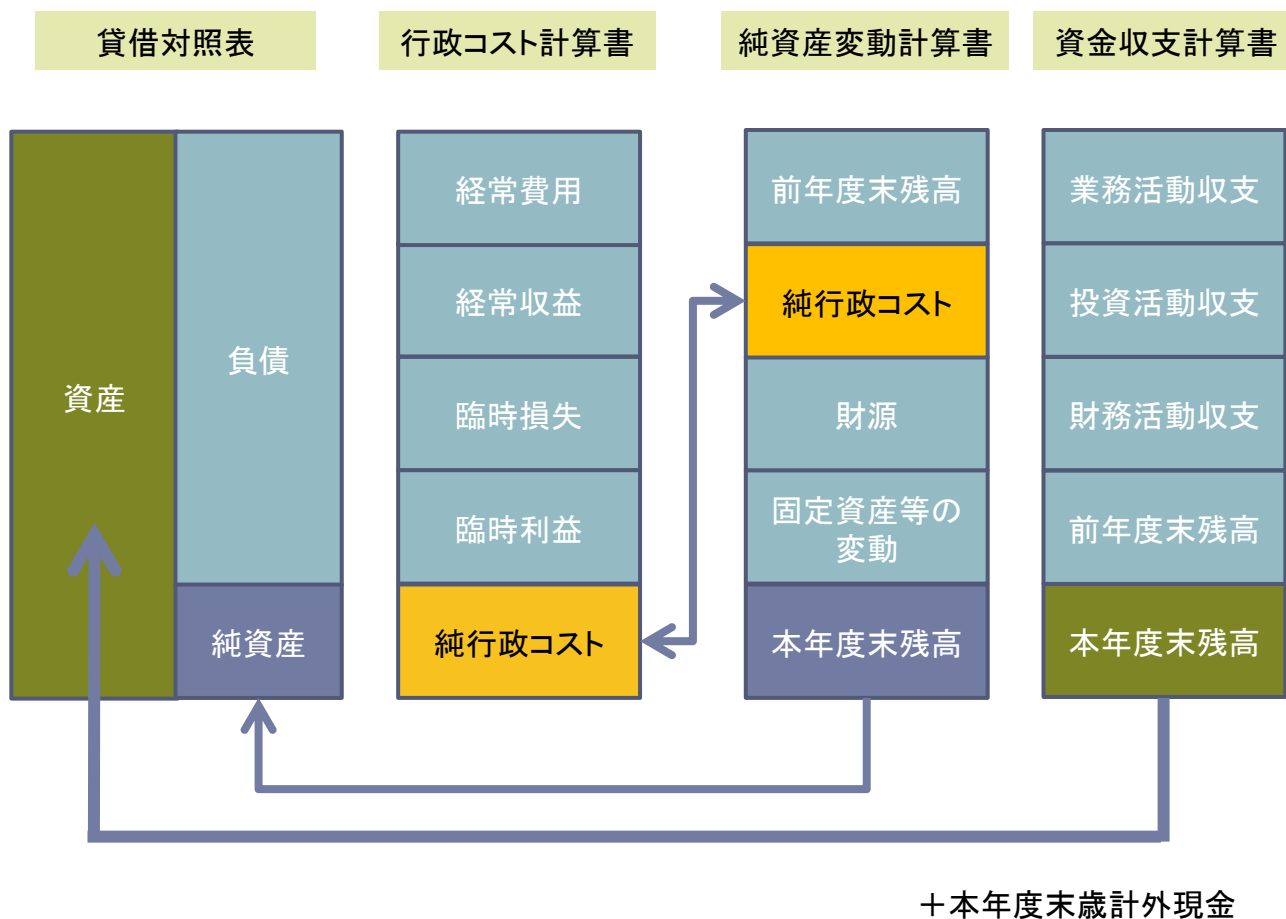 貸借対照表
行政コスト計算書
純資産変動計算書
資金収支計算書
資産
負債
純資産
経常費用
経常収益
臨時損失
臨時利益
純行政コスト
前年度末残高
純行政コスト
財源
固定資産等の
変動
本年度末残高
業務活動収支
投資活動収支
財務活動収支
前年度末残高
本年度末残高
＋本年度末歳計外現金